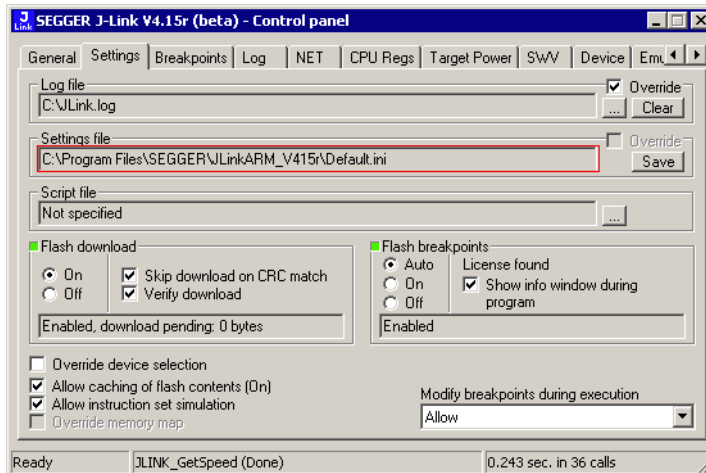 J Link SEGGER J-Link V4.15r (beta) - Control panel
General Settings Breakpoints Log NET CPU Regs Target Power SWV Device
Log file Override
C:\JLink.log ... Clear
Settings file Override
C:\Program Files\SEGGER\JLinkARM_V415r\Default.ini Save
Script file
Not specified ...
Flash download
On Skip download on CRC match
Off Verify download
Enabled, download pending: 0 bytes
Flash breakpoints
Auto License found
On Show info window during
Off program
Enabled
Override device selection
Allow caching of flash contents (On)
Allow instruction set simulation
Override memory map
Modify breakpoints during execution
Allow
Ready JLINK_GetSpeed (Done) 0.243 sec. in 36 calls